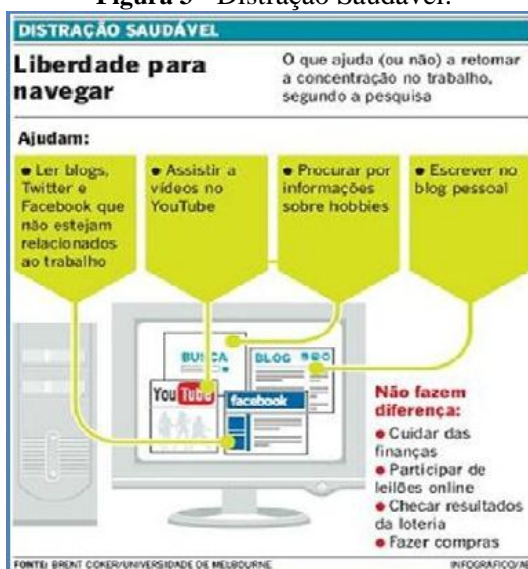 Figura 3 - Distração Saudável.
DISTRAÇÃO SAUDÁVEL
Liberdade para
navegar
O que ajuda (ou não) a retomar
a concentração no trabalho,
segundo a pesquisa
Ajudam:
• Ler blogs,
Twitter e
Facebook que
não estejam
relacionados
ao trabalho
• Assistir a
vídeos no
YouTube
• Procurar por
informações
sobre hobbies
• Escrever no
blog pessoal
BUSCA
BLOG
YouTube
facebook
Não fazem
diferença:
• Cuidar das
finanças
• Participar de
leilões online
• Checar resultados
da loteria
• Fazer compras
FONTE: BRENT COKER/UNIVERSIDADE DE MELBOURNE
INFOGRÁFICO/AE